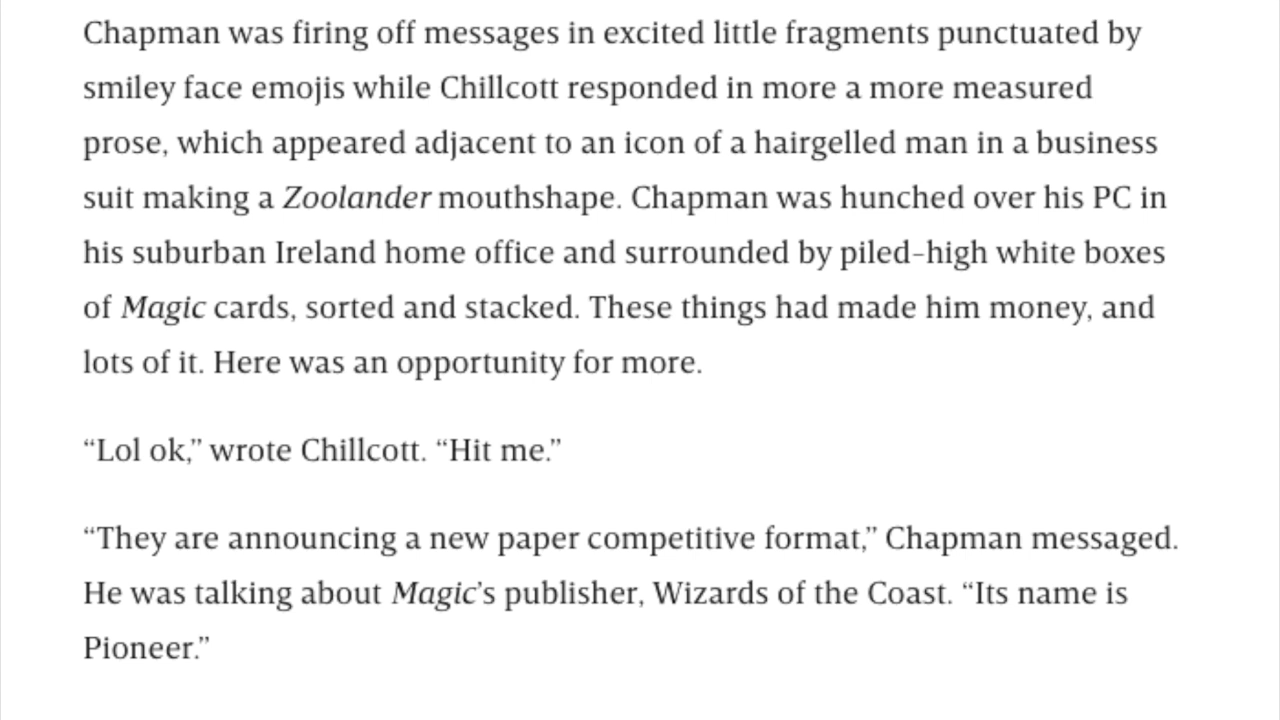 Chapman was firing off messages in excited little fragments punctuated by
smiley face emojis while Chillcott responded in more a more measured
prose, which appeared adjacent to an icon of a hairgelled man in a business
suit making a Zoolander mouthshape. Chapman was hunched over his PC in
his suburban Ireland home office and surrounded by piled-high white boxes
of Magic cards, sorted and stacked. These things had made him money, and
lots of it. Here was an opportunity for more.
“Lol ok,” wrote Chillcott. “Hit me.”
“They are announcing a new paper competitive format,” Chapman messaged.
He was talking about Magic’s publisher, Wizards of the Coast. “Its name is
Pioneer.”